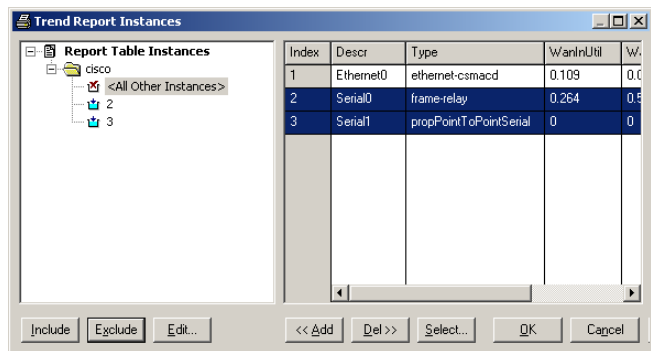 Trend Report Instances
Report Table Instances
cisco
<All Other Instances>
2
3
Index Descr Type WanInUtil
1 Ethernet0 ethernet-csmacd 0.109
2 Serial0 frame-relay 0.264
3 Serial1 propPointToPointSerial 0 0
Include Exclude Edit... << Add Del >> Select... OK Cancel